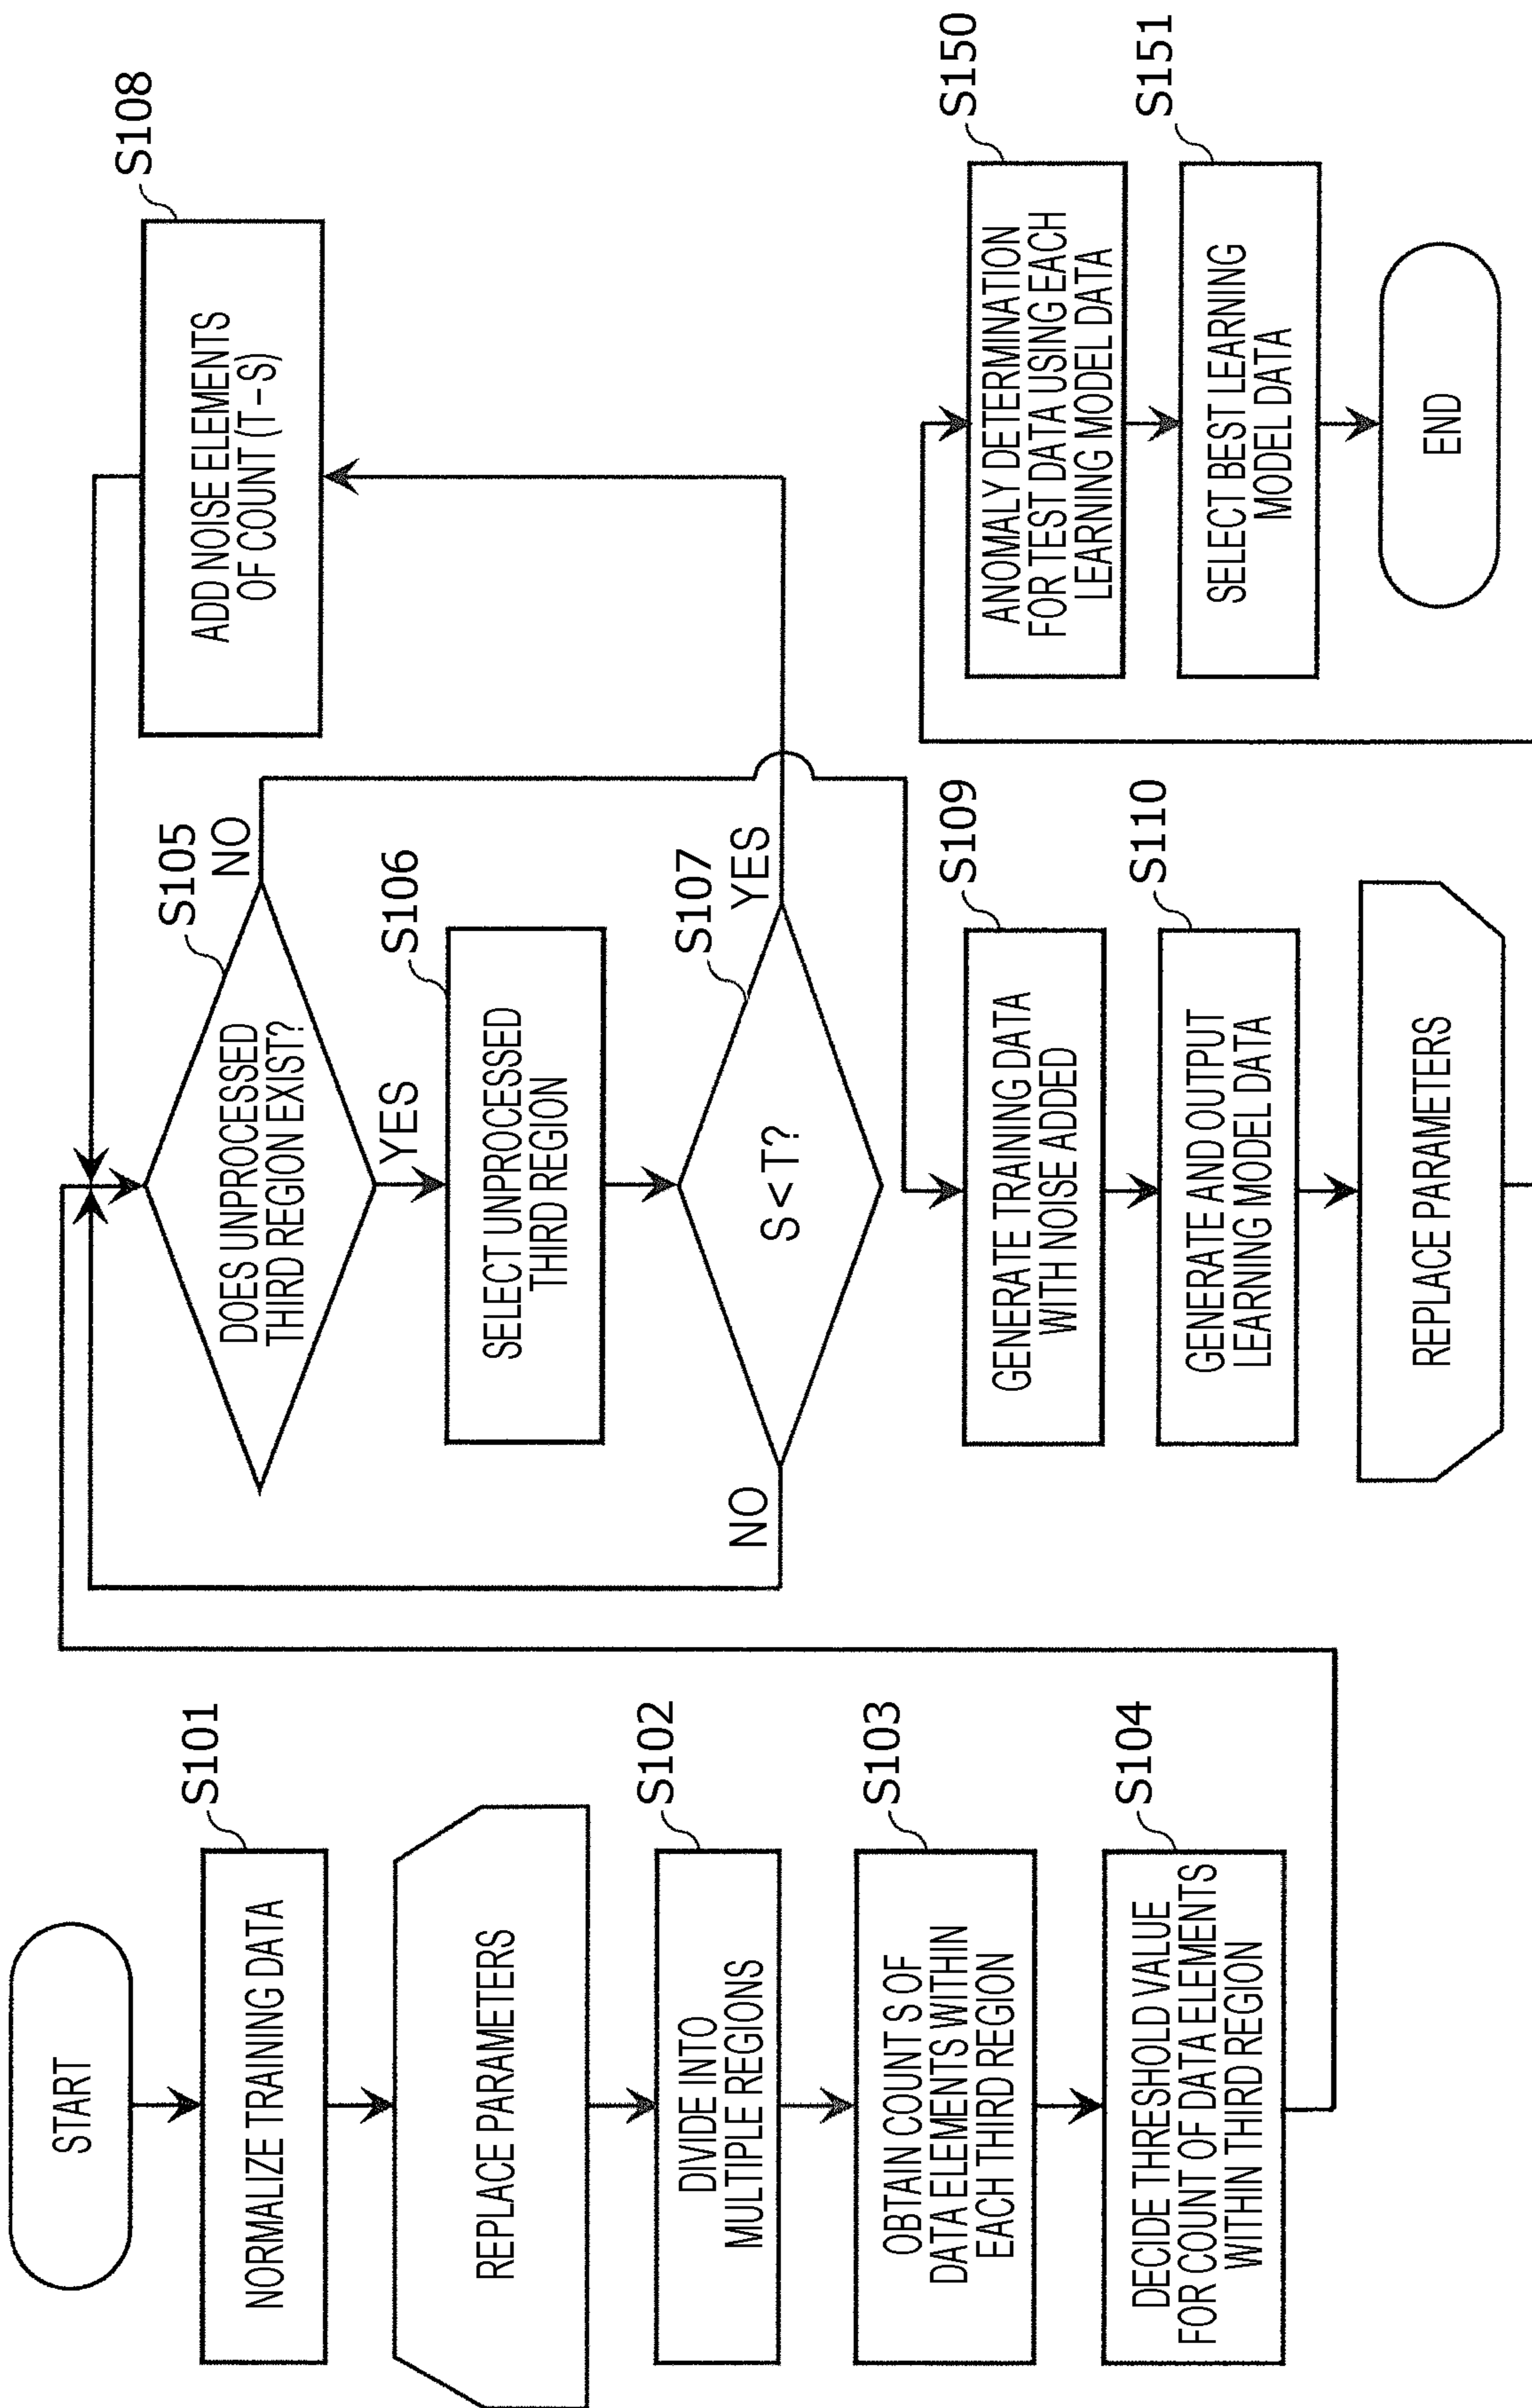 START
S101
NORMALIZE TRAINING DATA
REPLACE PARAMETERS
S102
DIVIDE INTO
MULTIPLE REGIONS
S103
OBTAIN COUNT S OF
DATA ELEMENTS WITHIN
EACH THIRD REGION
S104
DECIDE THRESHOLD VALUE
FOR COUNT OF DATA ELEMENTS
WITHIN THIRD REGION
S105
DOES UNPROCESSED
THIRD REGION EXIST?
NO
YES
S106
SELECT UNPROCESSED
THIRD REGION
S107
S < T?
YES
NO
S108
ADD NOISE ELEMENTS
OF COUNT (T – S)
S109
GENERATE TRAINING DATA
WITH NOISE ADDED
S110
GENERATE AND OUTPUT
LEARNING MODEL DATA
REPLACE PARAMETERS
S150
ANOMALY DETERMINATION
FOR TEST DATA USING EACH
LEARNING MODEL DATA
S151
SELECT BEST LEARNING
MODEL DATA
END